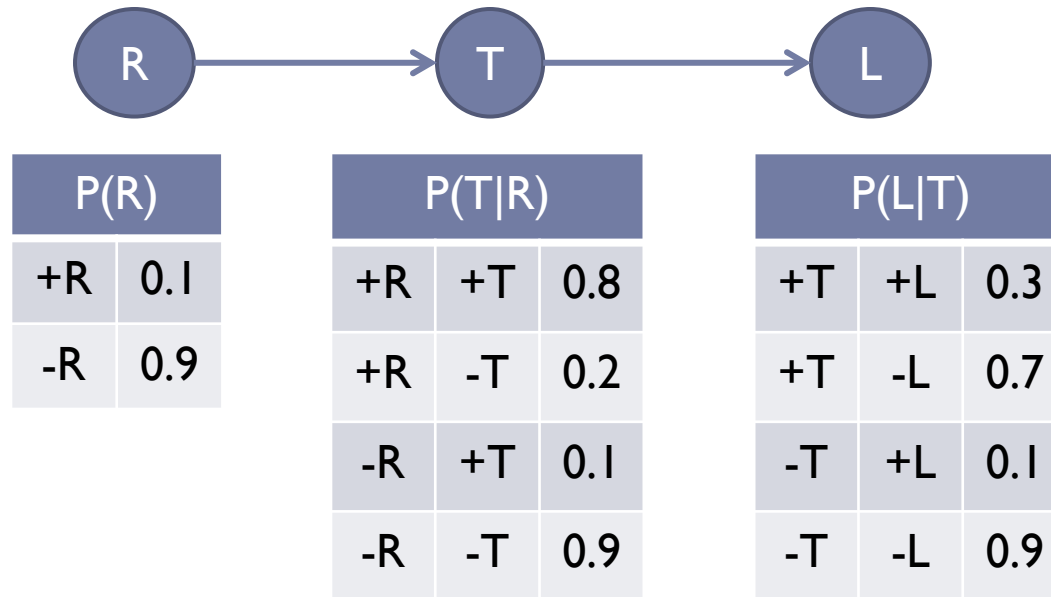 R T L
P(R)
+R 0.1
-R 0.9
P(T|R)
+R +T 0.8
+R -T 0.2
-R +T 0.1
-R -T 0.9
P(L|T)
+T +L 0.3
+T -L 0.7
-T +L 0.1
-T -L 0.9